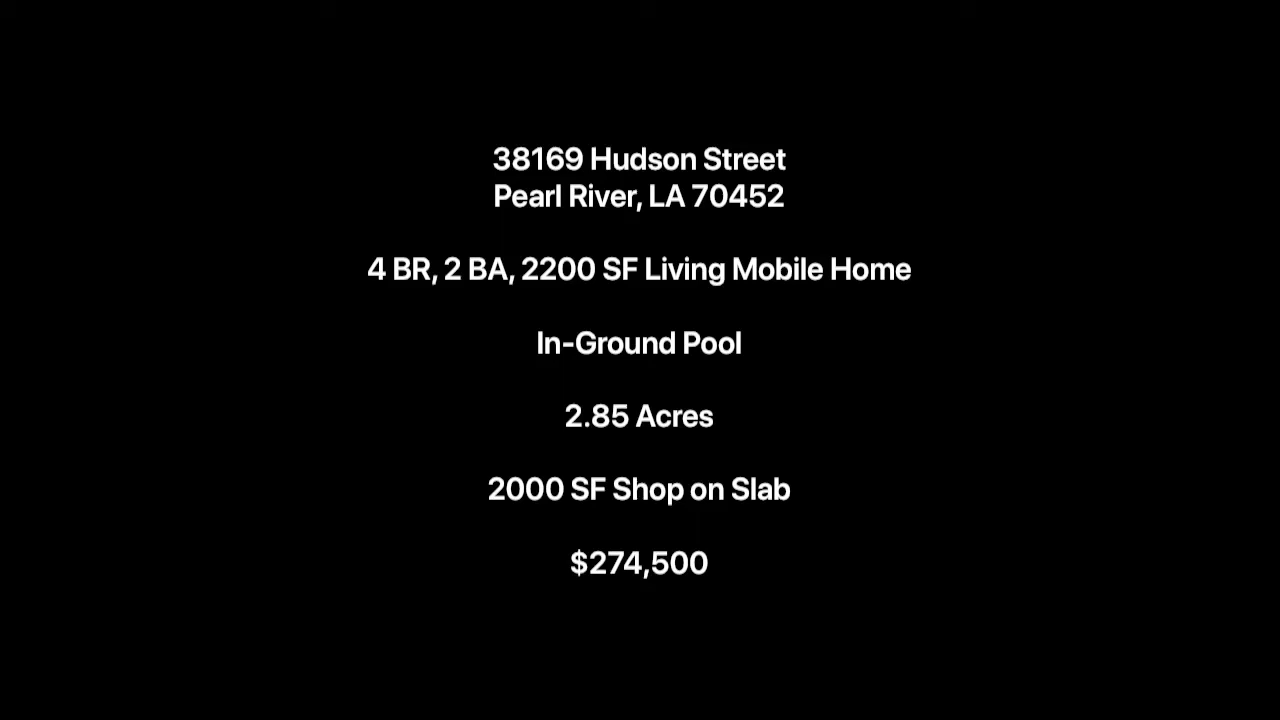 38169 Hudson Street
Pearl River, LA 70452
4 BR, 2 BA, 2200 SF Living Mobile Home
In-Ground Pool
2.85 Acres
2000 SF Shop on Slab
$274,500